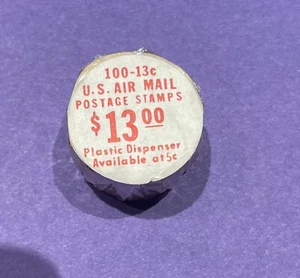 100-13c
U.S. AIR MAIL
POSTAGE STAMPS
$13.00
Plastic Dispenser
Available at 5c